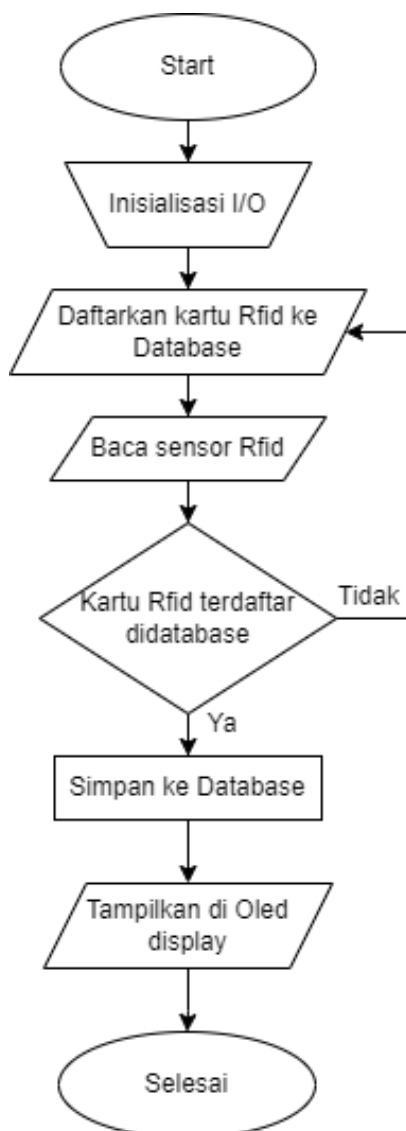 Start
Inisialisasi I/O
Daftarkan kartu Rfid ke
Database
Baca sensor Rfid
Kartu Rfid terdaftar
didatabase
Tidak
Ya
Simpan ke Database
Tampilkan di Oled
display
Selesai